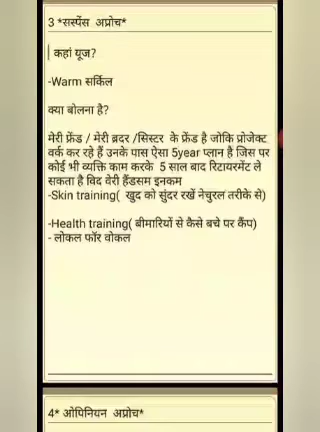 3 *सस्पेंस अप्रोच*
कहां यूज?
-Warm सर्किल
क्या बोलना है?
मेरी फ्रेंड / मेरी ब्रदर /सिस्टर के फ्रेंड है जोकि प्रोजेक्ट
वर्क कर रहे हैं उनके पास ऐसा 5year प्लान हैं जिस पर
कोई भी व्यक्ति काम करके 5 साल बाद रिटायरमेंट ले
सकता है विद वेरी हैंडसम इनकम
-Skin training( खुद को सुंदर रखें नेचुरल तरीके से)
-Health training( बीमारियों से कैसे बचे पर कैंप)
- लोकल फॉर वोकल
4* ओपिनियन अप्रोच*